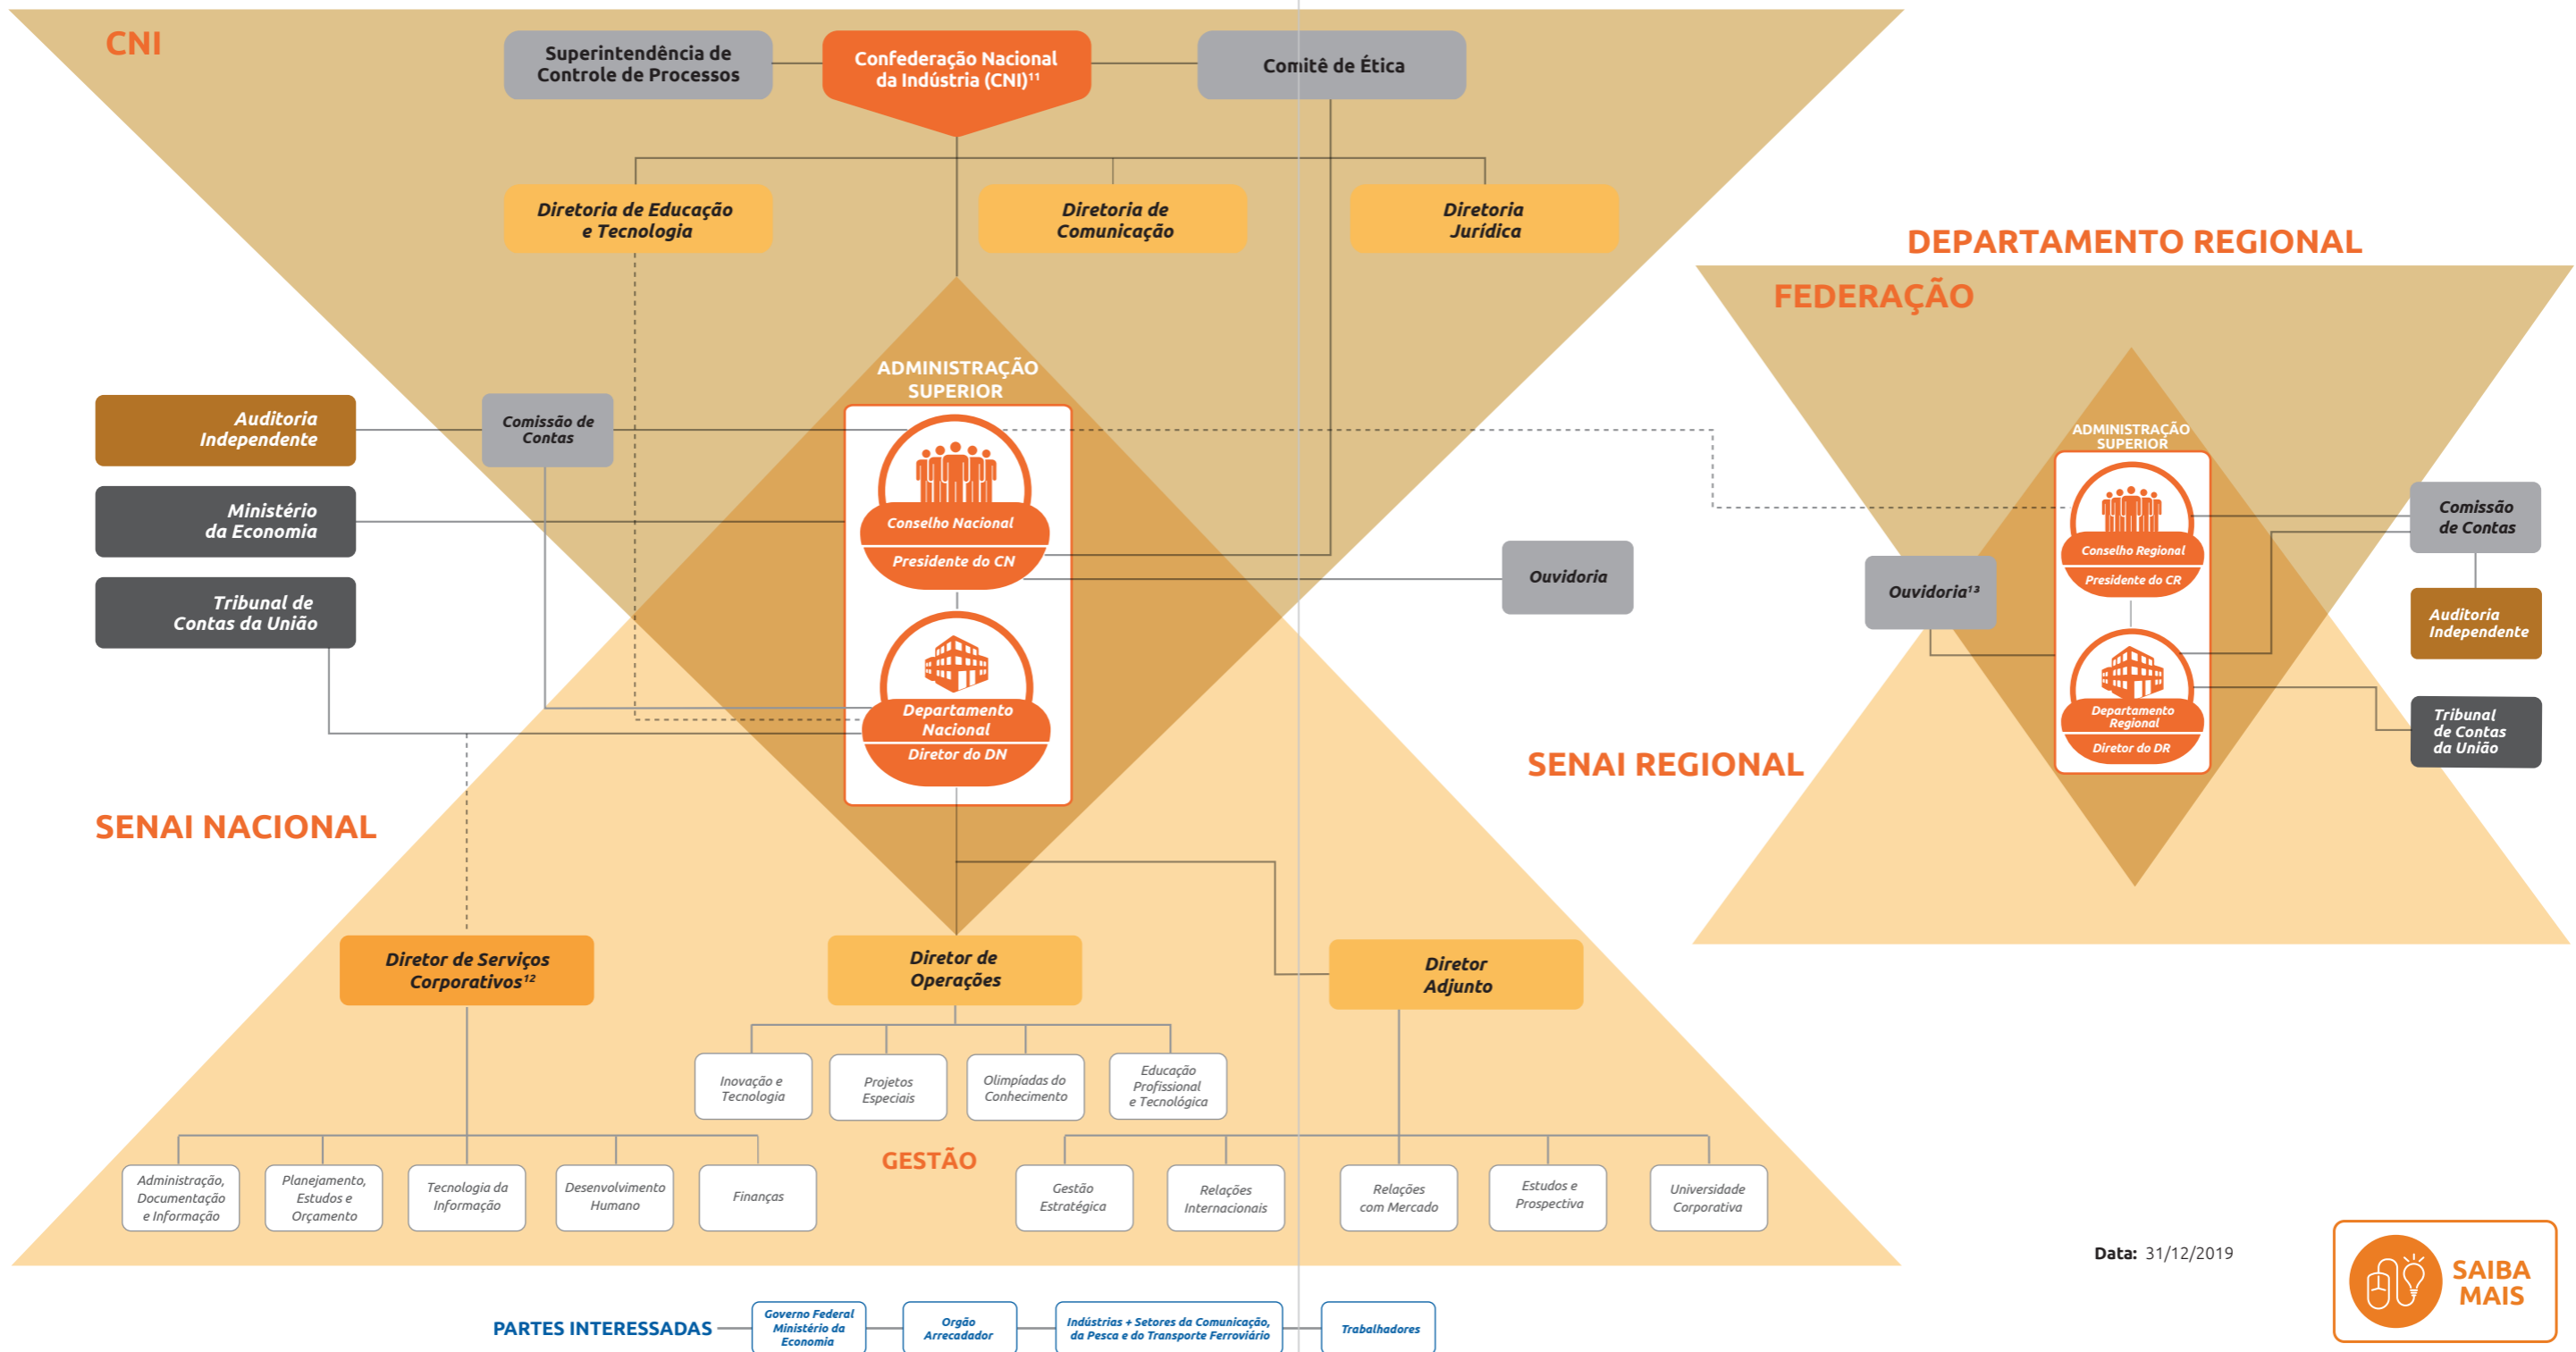 CNI
Superintendência de
Controle de Processos
Confederação Nacional
da Indústria (CNI)¹¹
Comitê de Ética
Diretoria de Educação
e Tecnologia
Diretoria de
Comunicação
Diretoria
Jurídica
DEPARTAMENTO REGIONAL
FEDERAÇÃO
ADMINISTRAÇÃO
SUPERIOR
Auditoria
Independente
Comissão de
Contas
Ministério
da Economia
Tribunal de
Contas da União
Conselho Nacional
Presidente do CN
Departamento
Nacional
Diretor do DN
Ouvidoria
ADMINISTRAÇÃO
SUPERIOR
Conselho Regional
Presidente do CR
Departamento
Regional
Diretor do DR
Ouvidoria¹³
Comissão
de Contas
Auditoria
Independente
Tribunal
de Contas
da União
SENAI REGIONAL
SENAI NACIONAL
Diretor de Serviços
Corporativos¹²
Diretor de
Operações
Diretor
Adjunto
Inovação e
Tecnologia
Projetos
Especiais
Olimpíadas do
Conhecimento
Educação
Profissional
e Tecnológica
GESTÃO
Administração,
Documentação
e Informação
Planejamento,
Estudos e
Orçamento
Tecnologia da
Informação
Desenvolvimento
Humano
Finanças
Gestão
Estratégica
Relações
Internacionais
Relações
com Mercado
Estudos e
Prospectiva
Universidade
Corporativa
Data: 31/12/2019
SAIBA
MAIS
PARTES INTERESSADAS
Governo Federal
Ministério da
Economia
Orgão
Arrecadador
Indústrias + Setores da Comunicação,
da Pesca e do Transporte Ferroviário
Trabalhadores